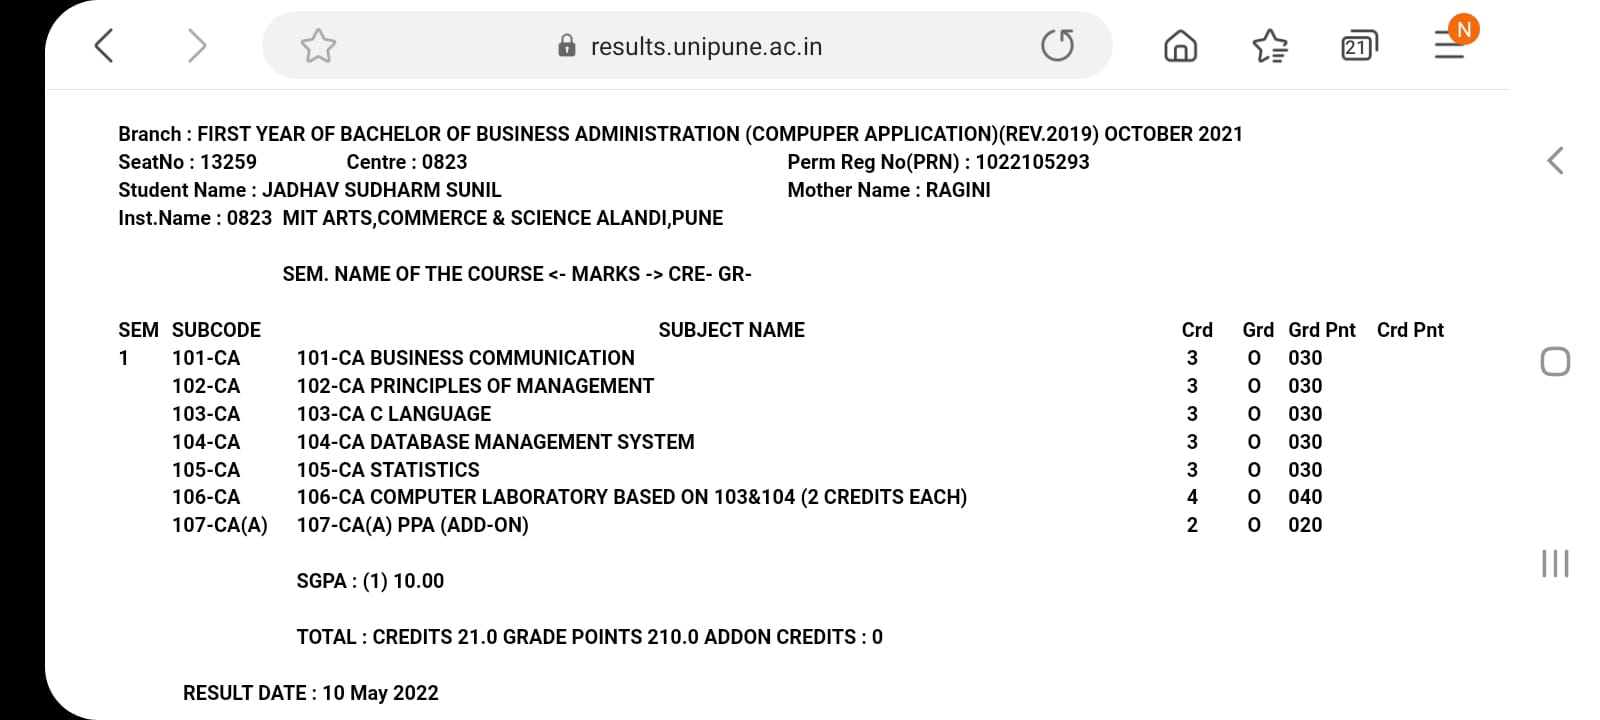 results.unipune.ac.in
21
N
Branch : FIRST YEAR OF BACHELOR OF BUSINESS ADMINISTRATION (COMPUPER APPLICATION)(REV.2019) OCTOBER 2021
SeatNo : 13259 Centre : 0823 Perm Reg No(PRN) : 1022105293
Student Name : JADHAV SUDHARM SUNIL Mother Name : RAGINI
Inst.Name : 0823 MIT ARTS,COMMERCE & SCIENCE ALANDI,PUNE
SEM. NAME OF THE COURSE <- MARKS -> CRE- GR-
SEM SUBCODE SUBJECT NAME Crd Grd Grd Pnt Crd Pnt
1 101-CA 101-CA BUSINESS COMMUNICATION 3 O 030
102-CA 102-CA PRINCIPLES OF MANAGEMENT 3 O 030
103-CA 103-CA C LANGUAGE 3 O 030
104-CA 104-CA DATABASE MANAGEMENT SYSTEM 3 O 030
105-CA 105-CA STATISTICS 3 O 030
106-CA 106-CA COMPUTER LABORATORY BASED ON 103&104 (2 CREDITS EACH) 4 O 040
107-CA(A) 107-CA(A) PPA (ADD-ON) 2 O 020
SGPA : (1) 10.00
TOTAL : CREDITS 21.0 GRADE POINTS 210.0 ADDON CREDITS : 0
RESULT DATE : 10 May 2022